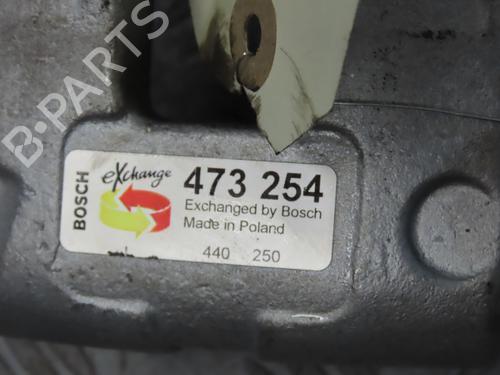 B-PARTS
BOSCH
eXchange
473 254
Exchanged by Bosch
Made in Poland
440 250